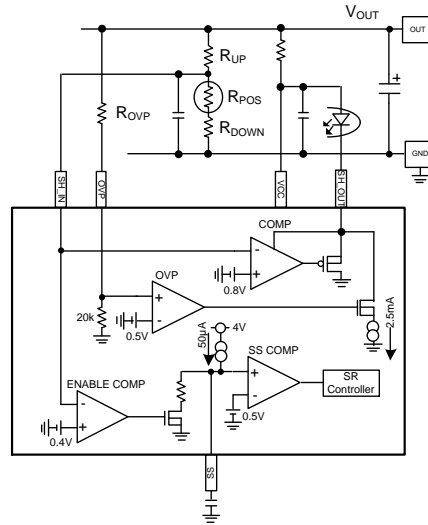 VOUT
OUT
RUP
RPOS
ROVP
RDOWN
GND
SH_IN
OVP
VCC
SH_OUT
COMP
-
+
0.8V
OVP
+
-
20k
0.5V
2.5mA
50µA
4V
SS COMP
+
-
SR
Controller
0.5V
ENABLE COMP
-
+
0.4V
SS